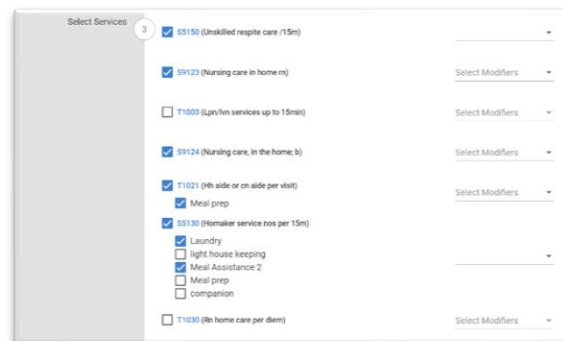 Select Services
3
S5150 (Unskilled respite care /15m)
S9123 (Nursing care in home rn)
Select Modifiers
T1003 (Lpn/lvn services up to 15min)
Select Modifiers
S9124 (Nursing care, in the home; b)
Select Modifiers
T1021 (Hh aide or cn aide per visit)
Select Modifiers
Meal prep
S5130 (Homaker service nos per 15m)
Laundry
light house keeping
Meal Assistance 2
Meal prep
companion
T1030 (Rn home care per diem)
Select Modifiers